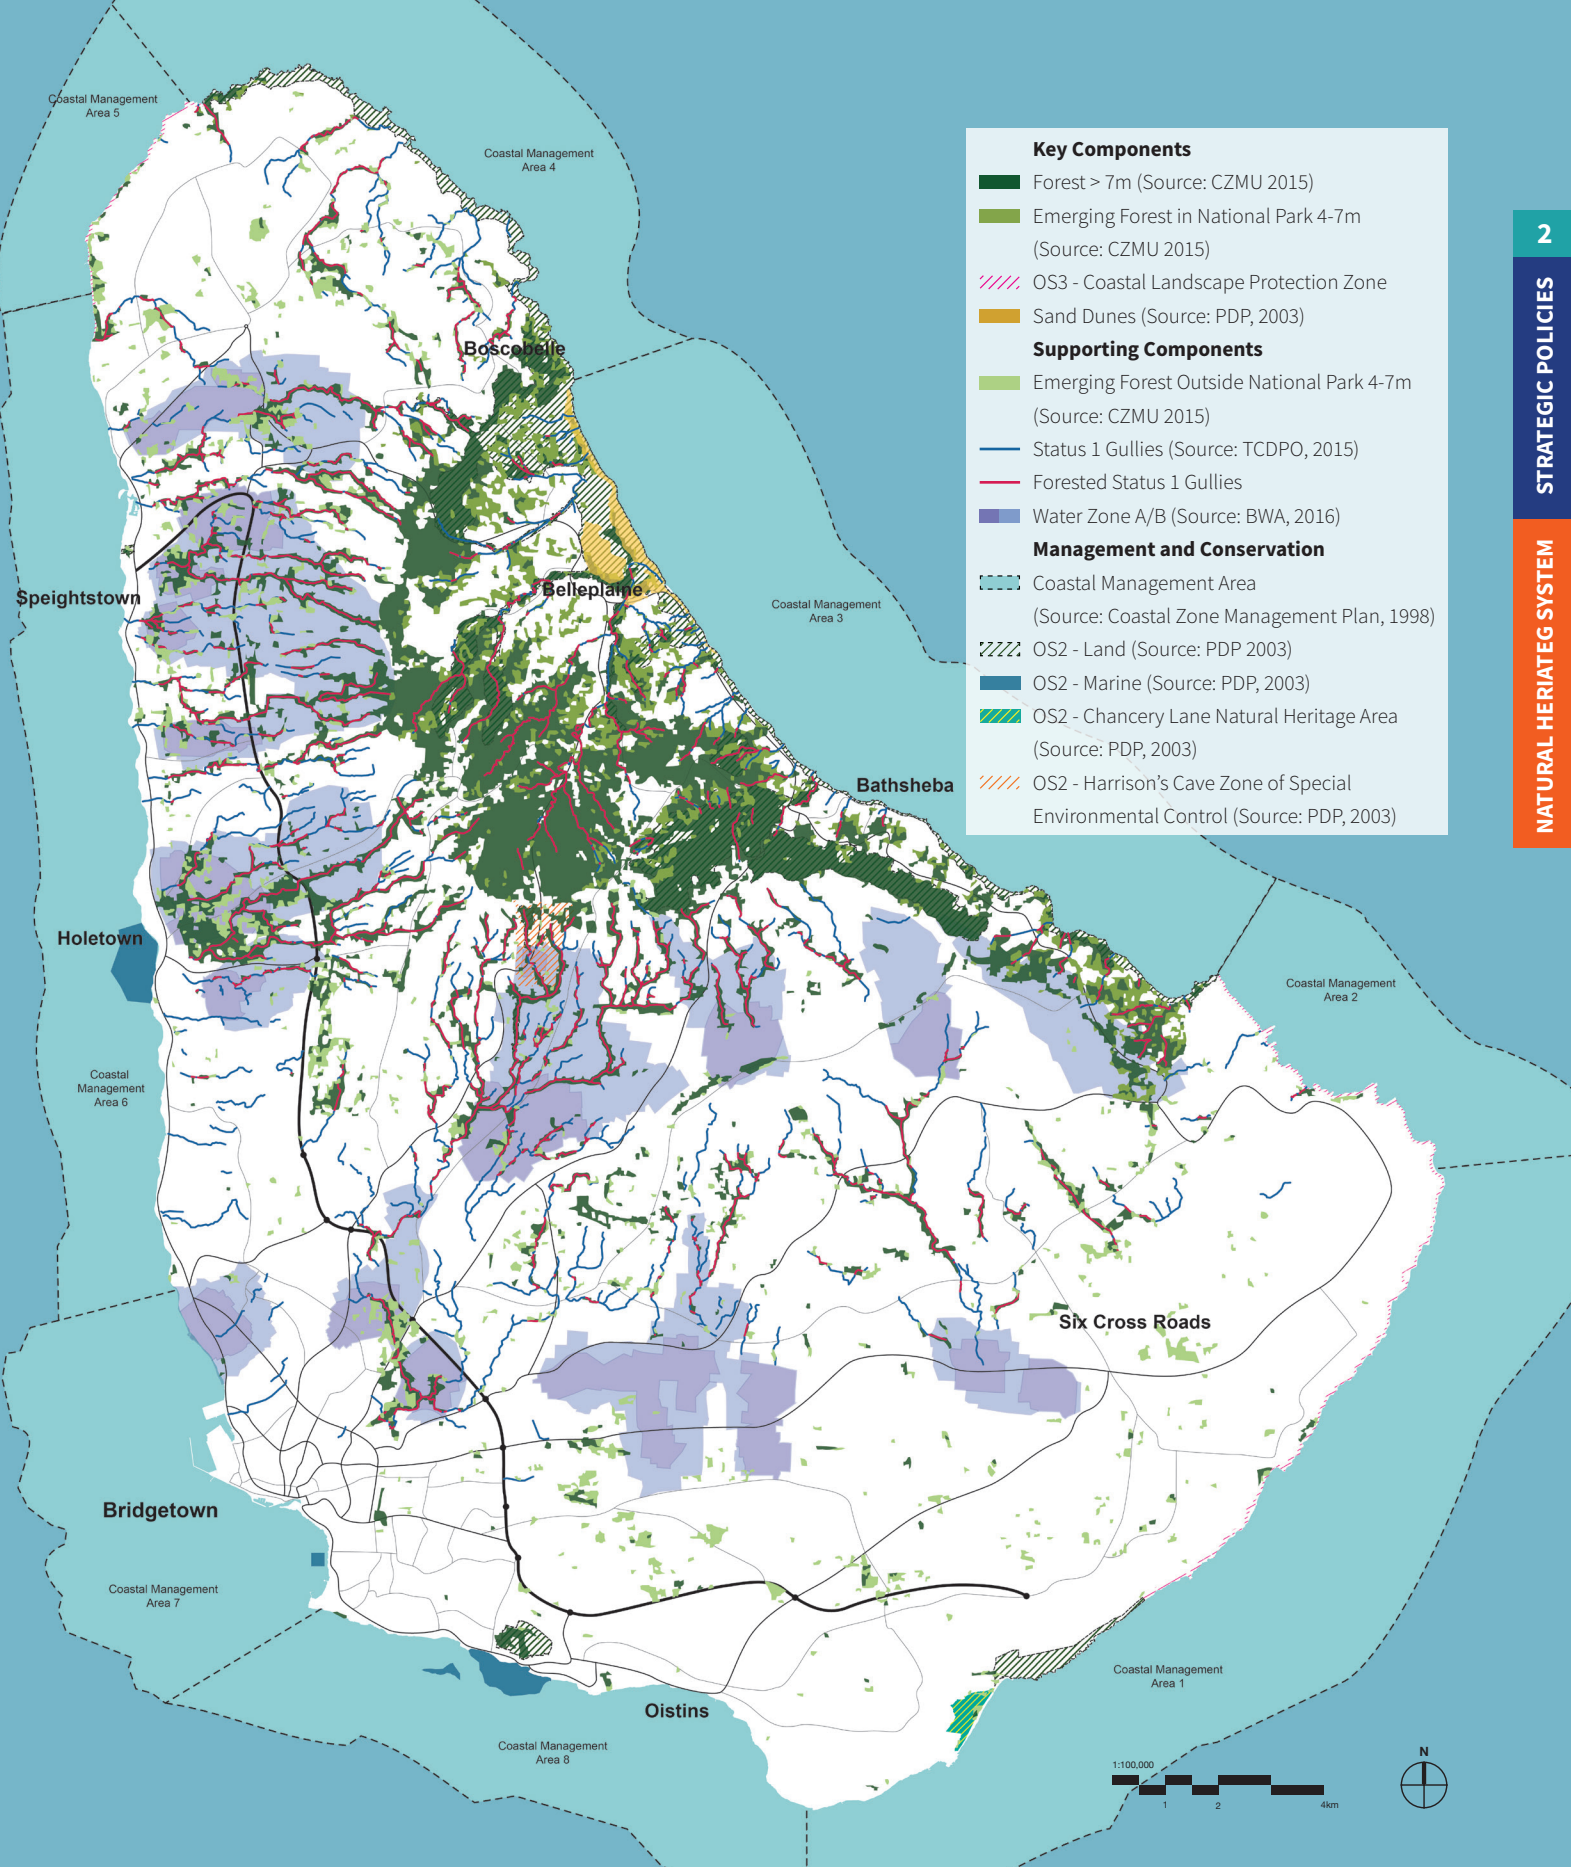 Coastal Management
Area 5
Coastal Management
Area 4
Boscobelle
Belleplaine
Speightstown
Coastal Management
Area 3
Bathsheba
Holetown
Coastal Management
Area 2
Coastal
Management
Area 6
Six Cross Roads
Bridgetown
Coastal Management
Area 7
Oistins
Coastal Management
Area 1
Coastal Management
Area 8
Key Components
Forest > 7m (Source: CZMU 2015)
Emerging Forest in National Park 4-7m
(Source: CZMU 2015)
OS3 - Coastal Landscape Protection Zone
Sand Dunes (Source: PDP, 2003)
Supporting Components
Emerging Forest Outside National Park 4-7m
(Source: CZMU 2015)
Status 1 Gullies (Source: TCDPO, 2015)
Forested Status 1 Gullies
Water Zone A/B (Source: BWA, 2016)
Management and Conservation
Coastal Management Area
(Source: Coastal Zone Management Plan, 1998)
OS2 - Land (Source: PDP 2003)
OS2 - Marine (Source: PDP, 2003)
OS2 - Chancery Lane Natural Heritage Area
(Source: PDP, 2003)
OS2 - Harrison's Cave Zone of Special
Environmental Control (Source: PDP, 2003)
2
STRATEGIC POLICIES
NATURAL HERIATEG SYSTEM
1:100,000
1 2 4km
N